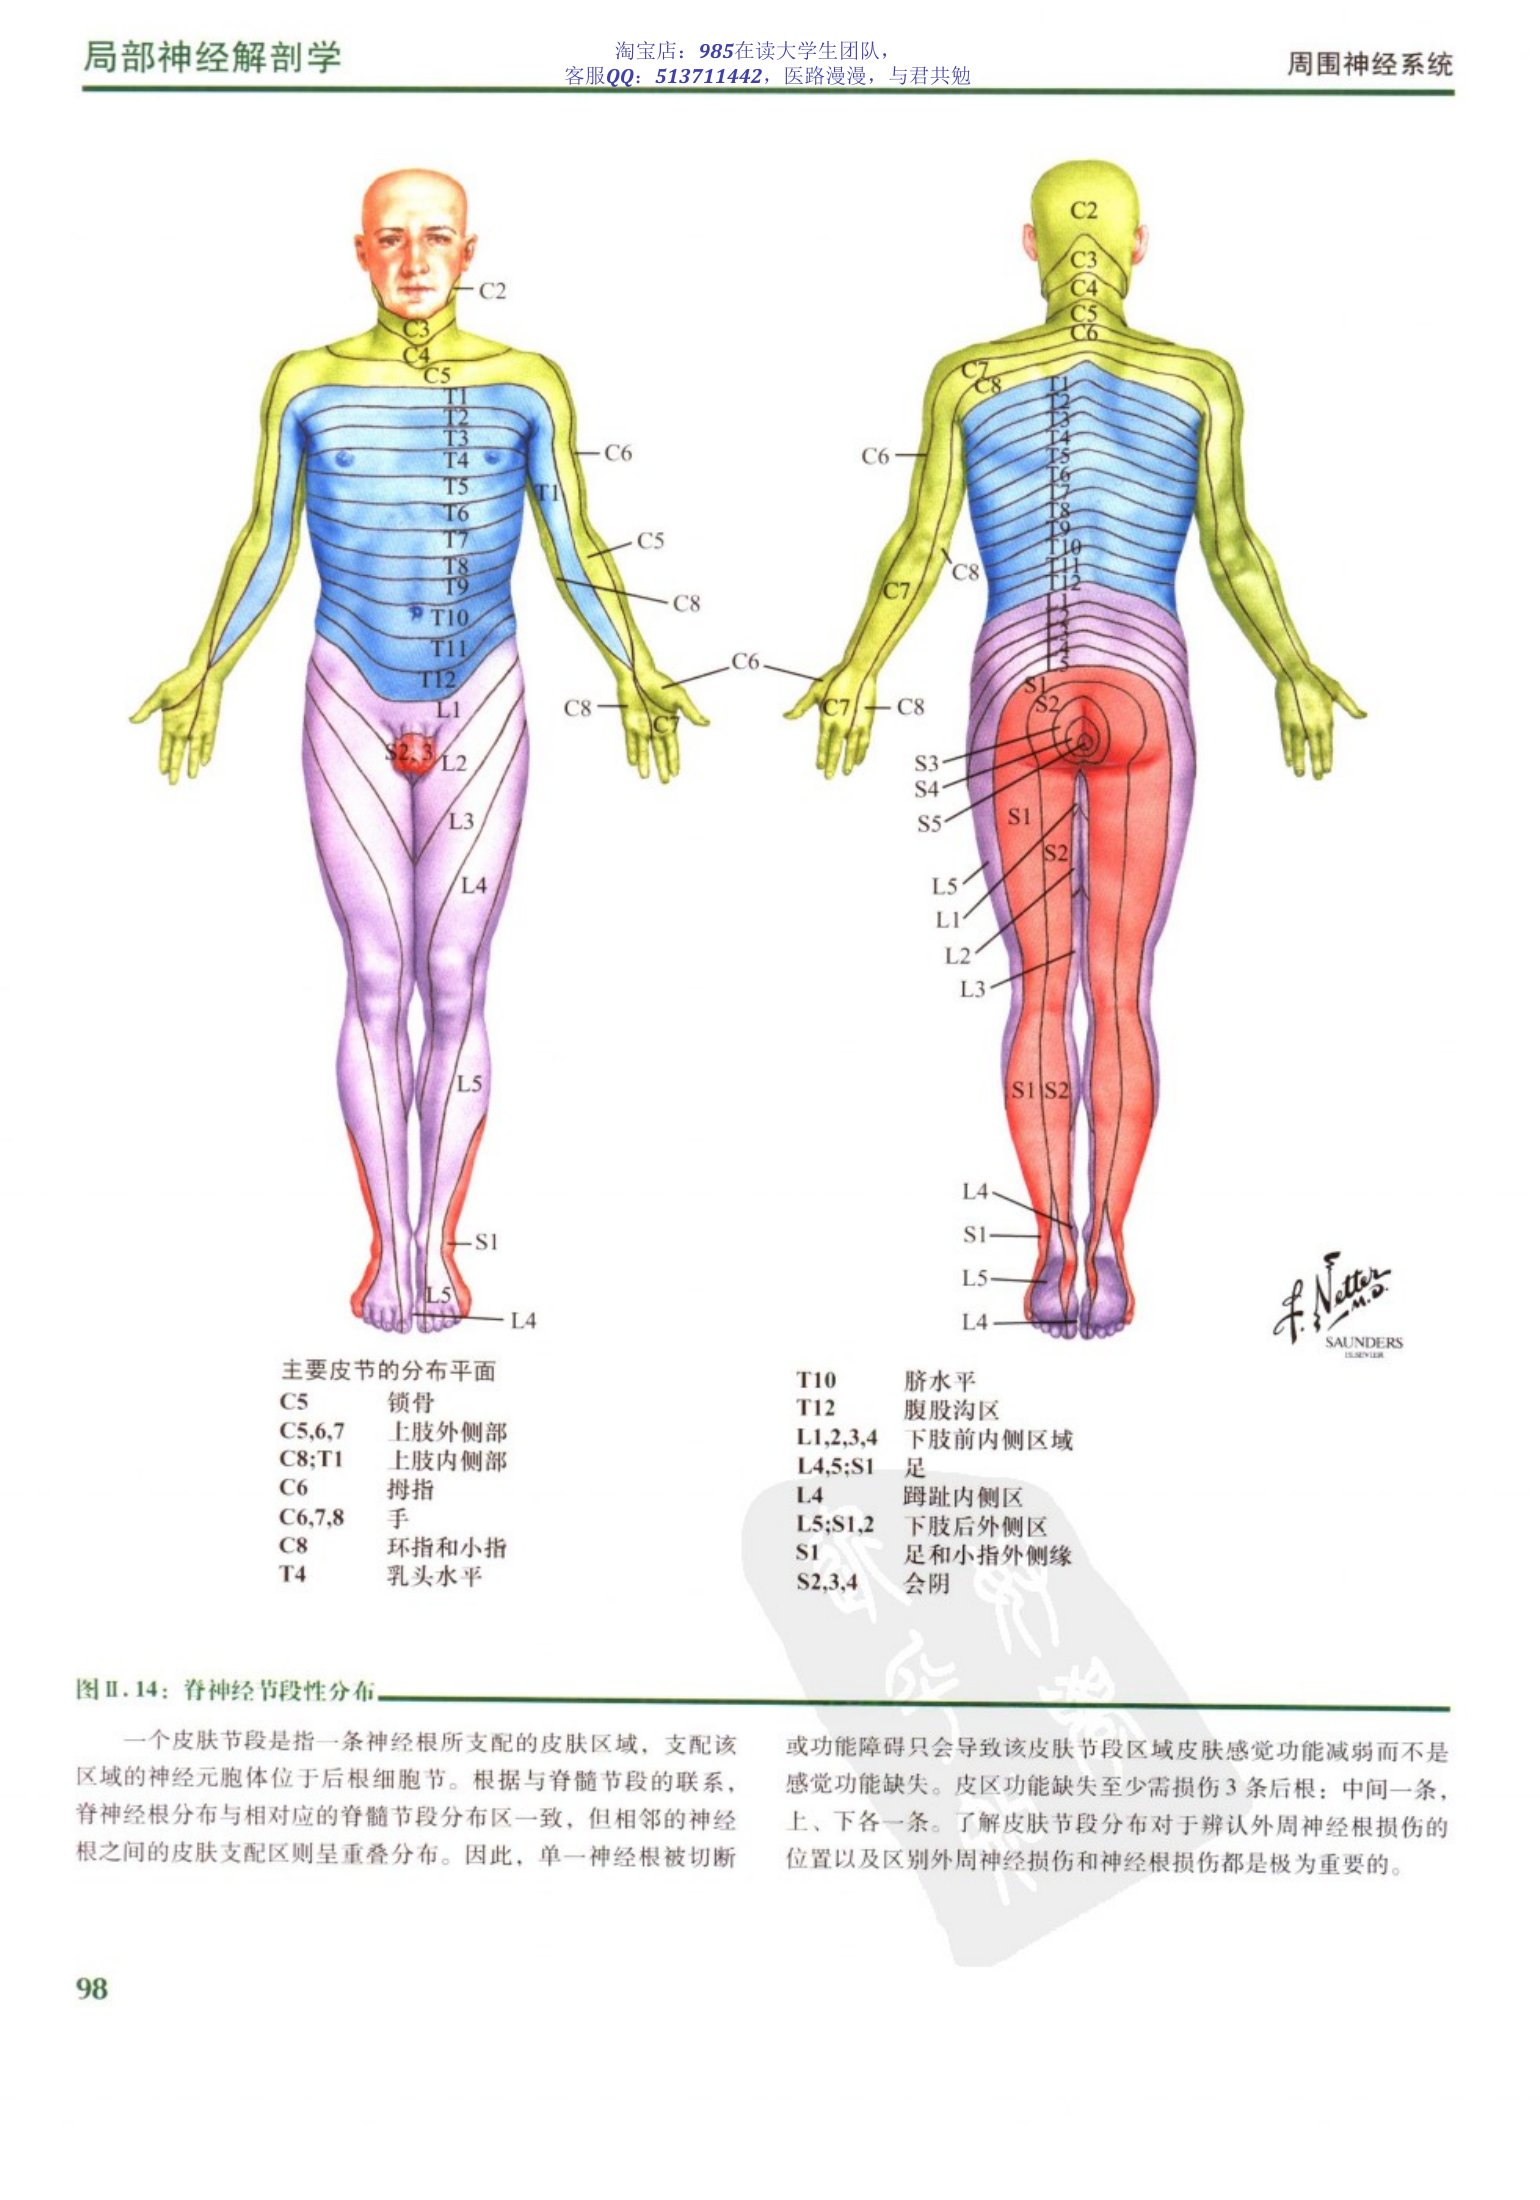 局部神经解剖学
淘宝店：985在读大学生团队，
客服QQ：513711442，医路漫漫，与君共勉
周围神经系统
C2
C3
C4
C5
T1
T2
T3
T4
T5
T6
T7
T8
T9
T10
T11
T12
L1
S2, 3
L2
L3
L4
L5
S1
L5
L4
C6
T1
C5
C8
C6
C8
C7
C2
C3
C4
C5
C6
C7
C8
T1
T2
T3
T4
T5
T6
T7
T8
T9
T10
T11
T12
L1
L2
L3
L4
L5
C6
C8
C7
C7
C8
S1
S2
S3
S4
S5
S1
S2
L5
L1
L2
L3
S1
S2
L4
S1
L5
L4
F. Netter
M.D.
SAUNDERS
ELSEVIER
主要皮节的分布平面
C5 锁骨
C5,6,7 上肢外侧部
C8;T1 上肢内侧部
C6 拇指
C6,7,8 手
C8 环指和小指
T4 乳头水平
T10 脐水平
T12 腹股沟区
L1,2,3,4 下肢前内侧区域
L4,5;S1 足
L4 踇趾内侧区
L5;S1,2 下肢后外侧区
S1 足和小指外侧缘
S2,3,4 会阴
图 II . 14：脊神经节段性分布
一个皮肤节段是指一条神经根所支配的皮肤区域，支配该
区域的神经元胞体位于后根细胞节。根据与脊髓节段的联系，
脊神经根分布与相对应的脊髓节段分布区一致，但相邻的神经
根之间的皮肤支配区则呈重叠分布。因此，单一神经根被切断
或功能障碍只会导致该皮肤节段区域皮肤感觉功能减弱而不是
感觉功能缺失。皮区功能缺失至少需损伤 3 条后根：中间一条，
上、下各一条。了解皮肤节段分布对于辨认外周神经根损伤的
位置以及区别外周神经损伤和神经根损伤都是极为重要的。
98